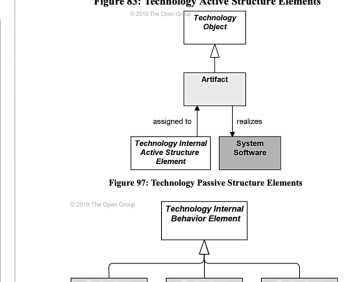 Figure 83: Technology Active Structure Elements
© 2019 The Open Group
Technology
Object
Artifact
assigned to
realizes
Technology Internal
Active Structure
Element
System
Software
Figure 97: Technology Passive Structure Elements
© 2019 The Open Group
Technology Internal
Behavior Element